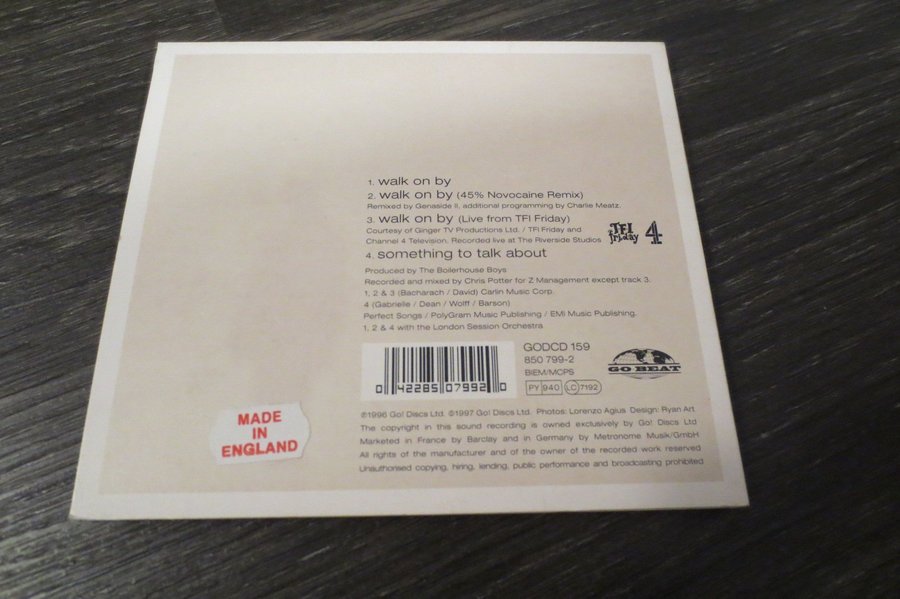 1. walk on by
2. walk on by (45% Novocaine Remix)
Remixed by Genaside II, additional programming by Charlie Meatz.
3. walk on by (Live from TFI Friday)
Courtesy of Ginger TV Productions Ltd. / TFI Friday and
Channel 4 Television. Recorded live at The Riverside Studios
TFI
friday
4
4. something to talk about
Produced by The Boilerhouse Boys
Recorded and mixed by Chris Potter for Z Management except track 3.
1, 2 & 3 (Bacharach / David) Carlin Music Corp.
4 (Gabrielle / Dean / Wolff / Barson)
Perfect Songs / PolyGram Music Publishing / EMI Music Publishing.
1, 2 & 4 with the London Session Orchestra
0 42285 07992 0
GODCD 159
850 799-2
BIEM/MCPS
PY 940 LC 7192
GO BEAT
℗1996 Go! Discs Ltd. ©1997 Go! Discs Ltd. Photos: Lorenzo Agius Design: Ryan Art
The copyright in this sound recording is owned exclusively by Go! Discs Ltd
Marketed in France by Barclay and in Germany by Metronome Musik/GmbH
All rights of the manufacturer and of the owner of the recorded work reserved
Unauthorised copying, hiring, lending, public performance and broadcasting prohibited
MADE
IN
ENGLAND